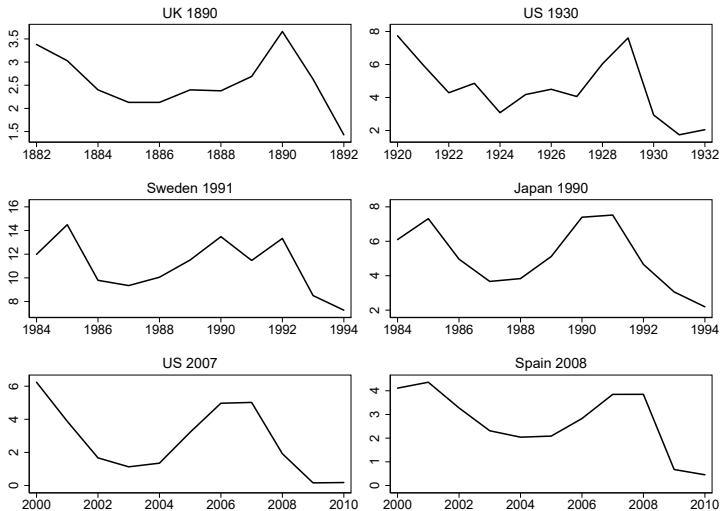 UK 1890
1.5 2 2.5 3 3.5
1882 1884 1886 1888 1890 1892
US 1930
2 4 6 8
1920 1922 1924 1926 1928 1930 1932
Sweden 1991
8 10 12 14 16
1984 1986 1988 1990 1992 1994
Japan 1990
2 4 6 8
1984 1986 1988 1990 1992 1994
US 2007
0 2 4 6
2000 2002 2004 2006 2008 2010
Spain 2008
0 1 2 3 4
2000 2002 2004 2006 2008 2010